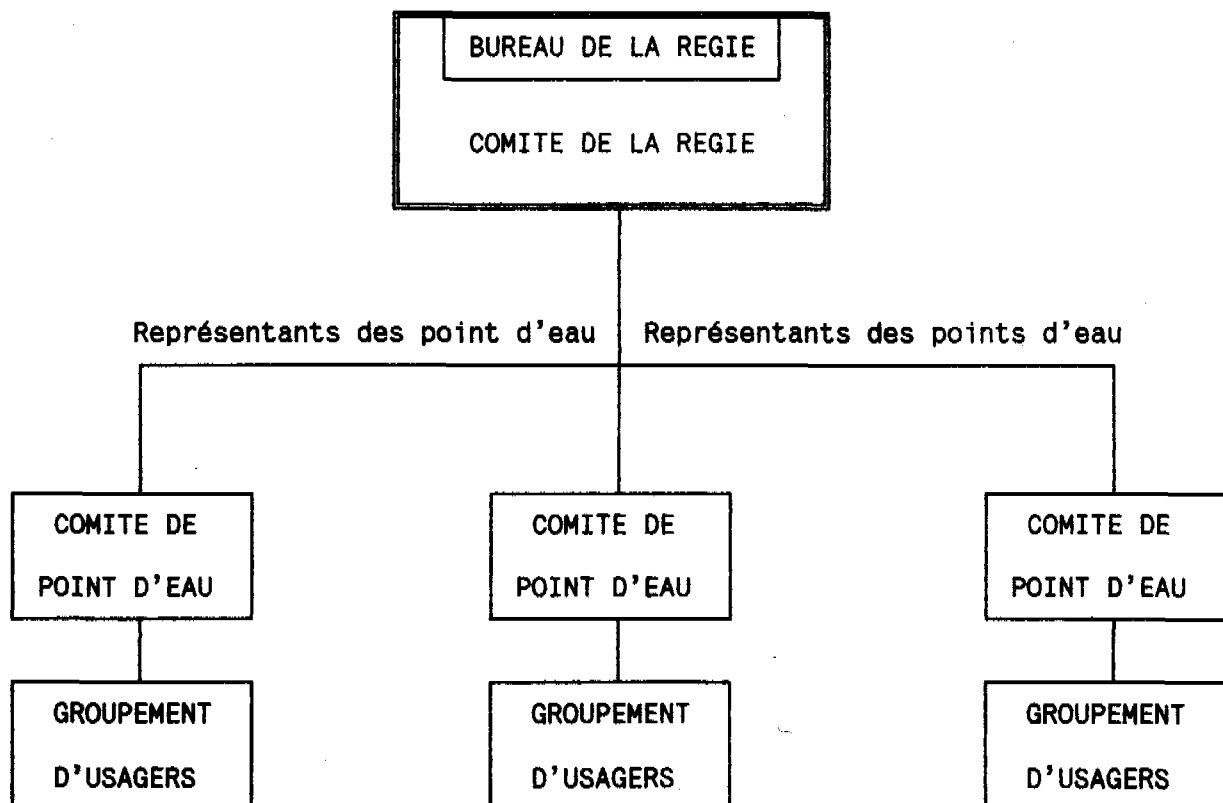 BUREAU DE LA REGIE
COMITE DE LA REGIE
Représentants des point d'eau
Représentants des points d'eau
COMITE DE
POINT D'EAU
COMITE DE
POINT D'EAU
COMITE DE
POINT D'EAU
GROUPEMENT
D'USAGERS
GROUPEMENT
D'USAGERS
GROUPEMENT
D'USAGERS